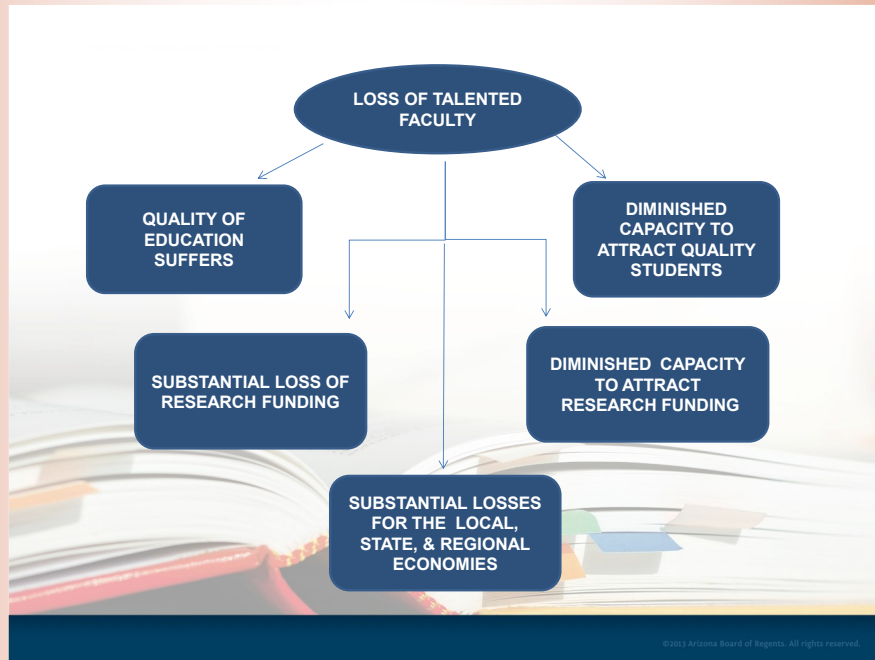 LOSS OF TALENTED
FACULTY
QUALITY OF
EDUCATION
SUFFERS
DIMINISHED
CAPACITY TO
ATTRACT QUALITY
STUDENTS
SUBSTANTIAL LOSS OF
RESEARCH FUNDING
DIMINISHED CAPACITY
TO ATTRACT
RESEARCH FUNDING
SUBSTANTIAL LOSSES
FOR THE LOCAL,
STATE, & REGIONAL
ECONOMIES
©2013 Arizona Board of Regents. All rights reserved.